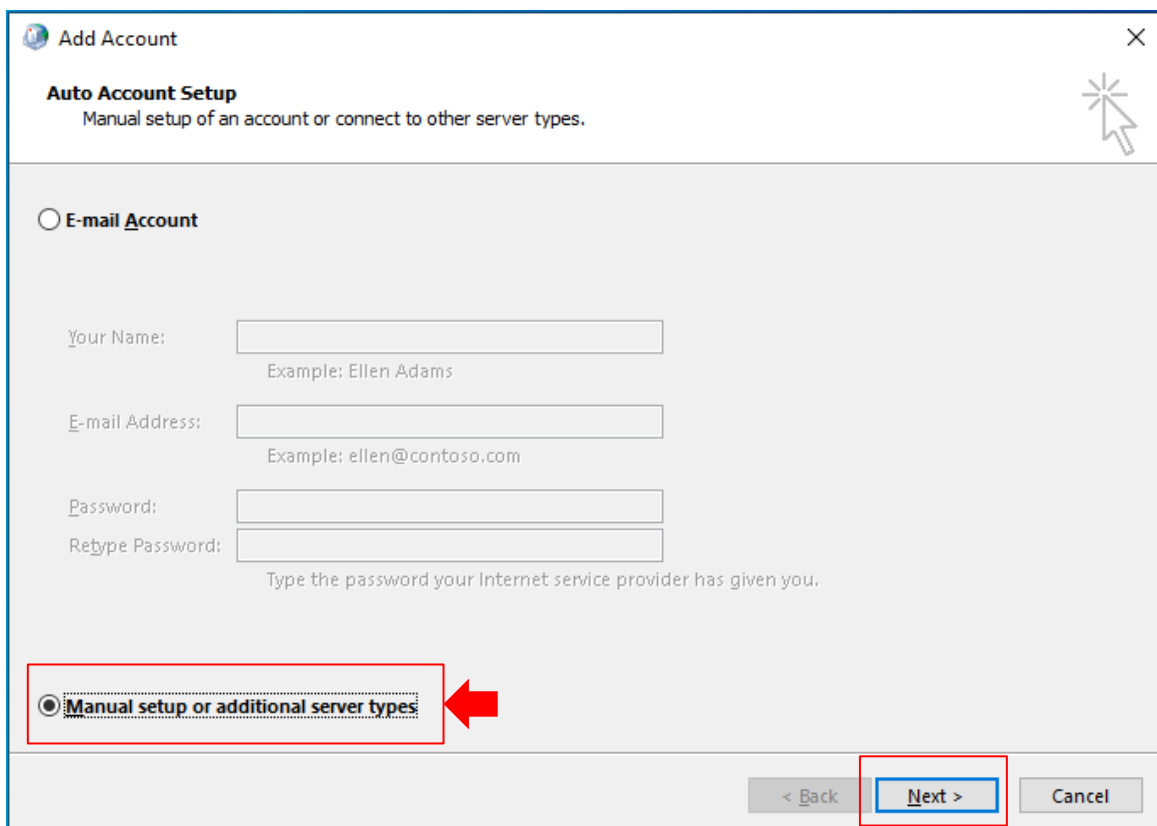 Add Account
Auto Account Setup
Manual setup of an account or connect to other server types.
E-mail Account
Your Name:
Example: Ellen Adams
E-mail Address:
Example: ellen@contoso.com
Password:
Retype Password:
Type the password your Internet service provider has given you.
Manual setup or additional server types
< Back Next > Cancel